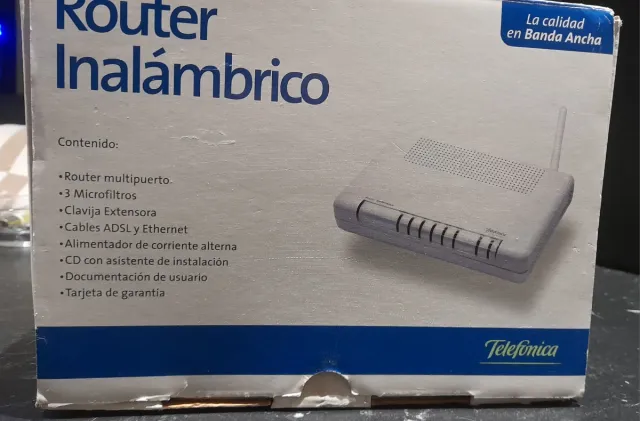 Router
Inalámbrico
La calidad
en Banda Ancha
Contenido:
•Router multipuerto.
•3 Microfiltros
•Clavija Extensora
•Cables ADSL y Ethernet
•Alimentador de corriente alterna
•CD con asistente de instalación
•Documentación de usuario
•Tarjeta de garantía
Telefónica